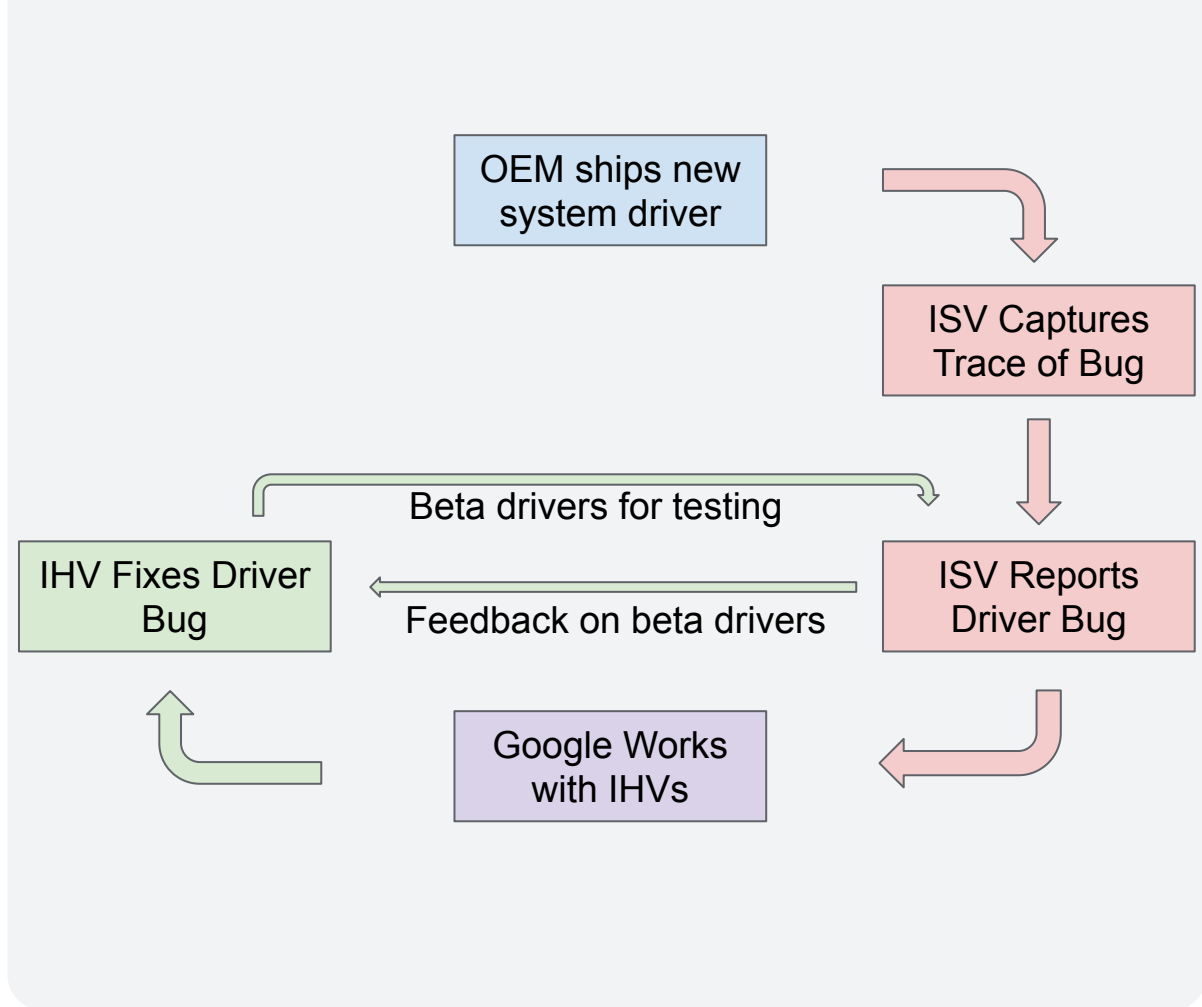 OEM ships new
system driver
ISV Captures
Trace of Bug
Beta drivers for testing
IHV Fixes Driver
Bug
Feedback on beta drivers
ISV Reports
Driver Bug
Google Works
with IHVs